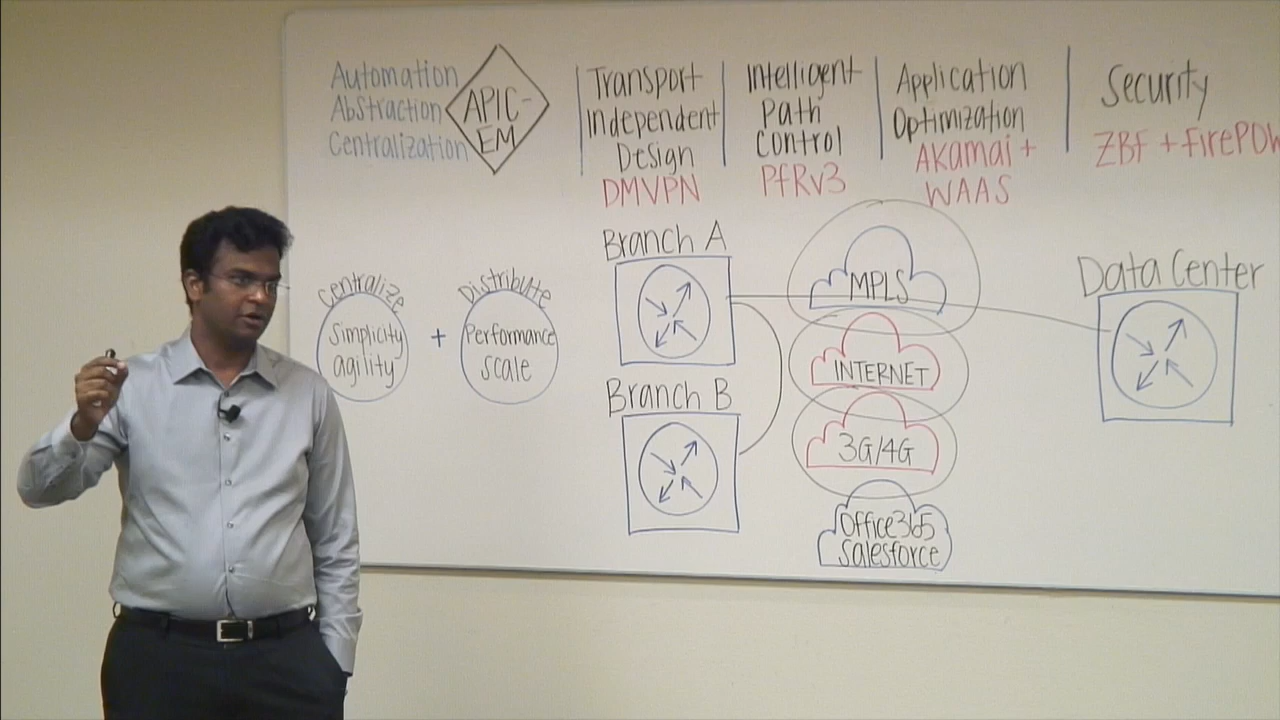 Automation
Abstraction
Centralization
APIC-
EM
Transport
Independent
Design
DMVPN
Intelligent
Path
Control
PfRv3
Application
Optimization
AKamai +
WAAS
Security
ZBf + firePOW
Centralize
Simplicity
agility
+
Distribute
Performance
scale
Branch A
Branch B
MPLS
INTERNET
3G/4G
Office365
Salesforce
Data Center